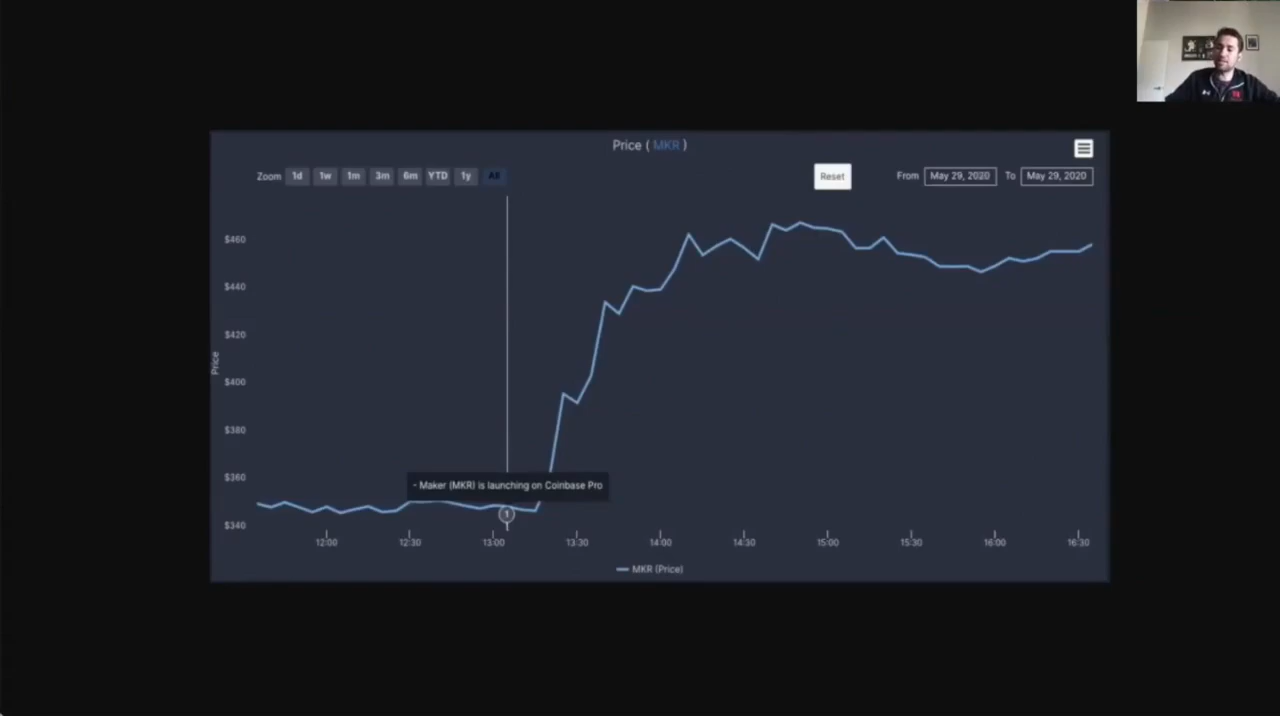 Price ( MKR )
Zoom 1d 1w 1m 3m 6m YTD 1y All Reset From May 29, 2020 To May 29, 2020
$460
$440
$420
Price
$400
$380
$360
- Maker (MKR) is launching on Coinbase Pro
1
$340
12:00 12:30 13:00 13:30 14:00 14:30 15:00 15:30 16:00 16:30
MKR (Price)